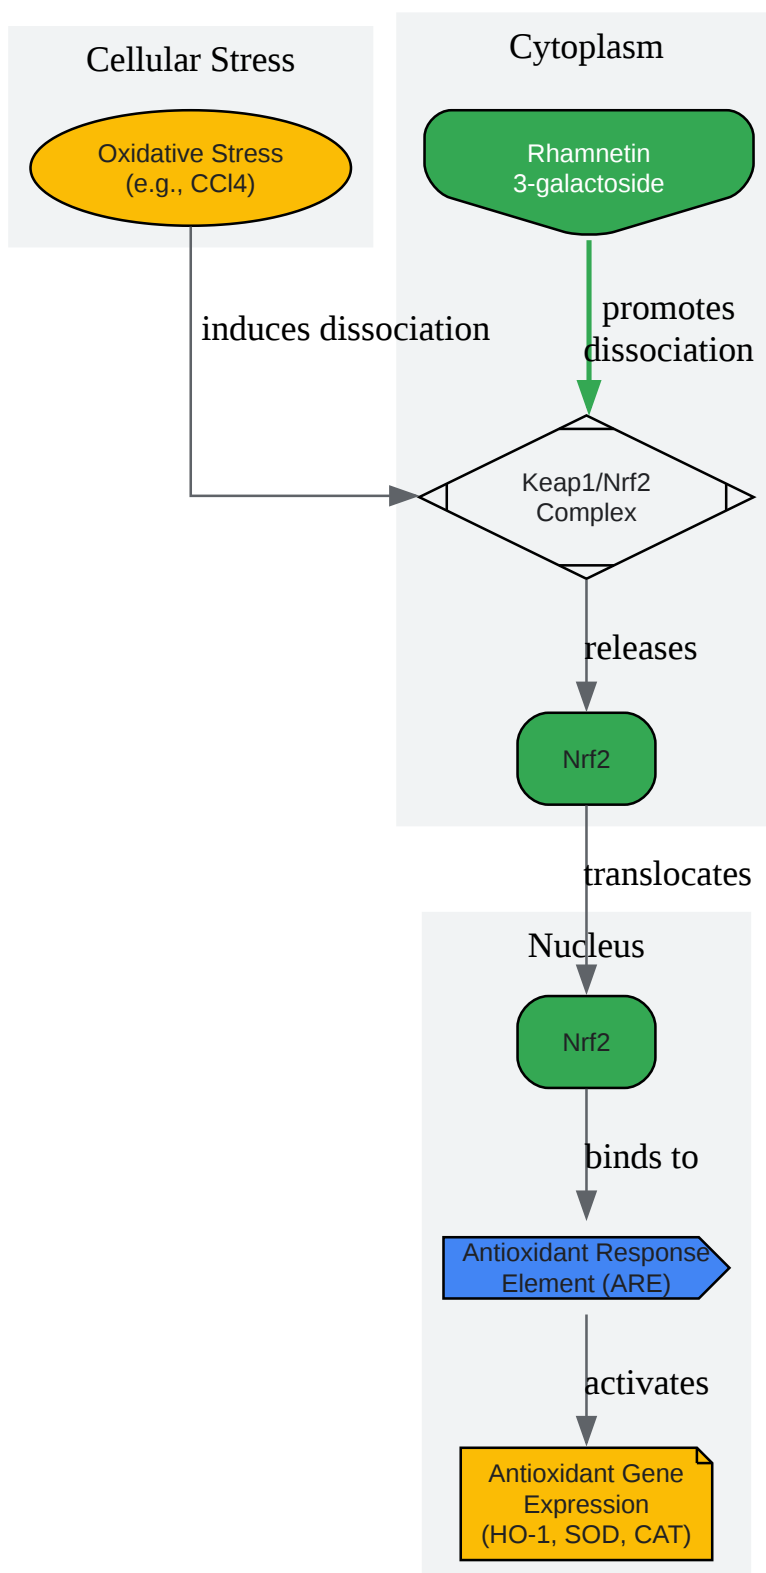 Cellular Stress
Oxidative Stress
(e.g., CCl4)
Cytoplasm
Rhamnetin
3-galactoside
induces dissociation
promotes
dissociation
Keap1/Nrf2
Complex
releases
Nrf2
translocates
Nucleus
Nrf2
binds to
Antioxidant Response
Element (ARE)
activates
Antioxidant Gene
Expression
(HO-1, SOD, CAT)